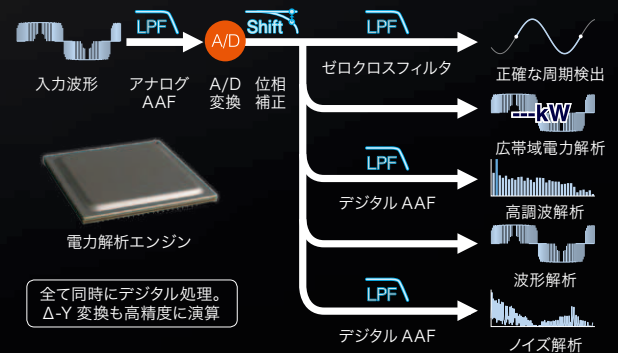 LPF
A/D
Shift
LPF
入力波形
アナログ
AAF
A/D
変換
位相
補正
ゼロクロスフィルタ
正確な周期検出
---kW
広帯域電力解析
LPF
デジタル AAF
高調波解析
電力解析エンジン
波形解析
全て同時にデジタル処理。
Δ-Y 変換も高精度に演算
LPF
デジタル AAF
ノイズ解析